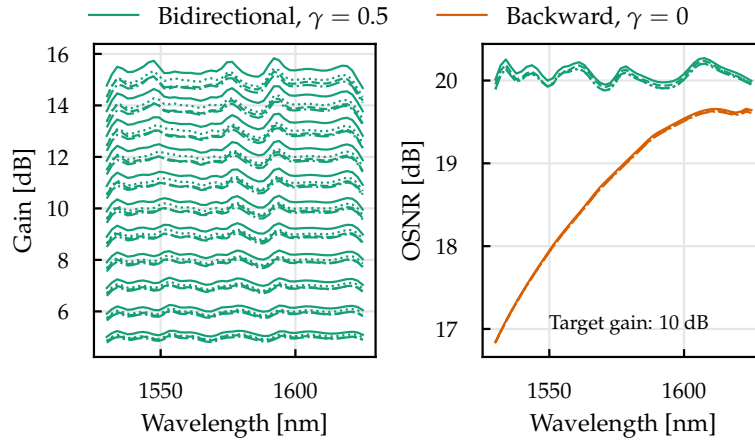 Bidirectional, γ = 0.5
Backward, γ = 0
16
14
12
10
8
6
Gain [dB]
1550
1600
Wavelength [nm]
20
19
18
17
OSNR [dB]
Target gain: 10 dB
1550
1600
Wavelength [nm]